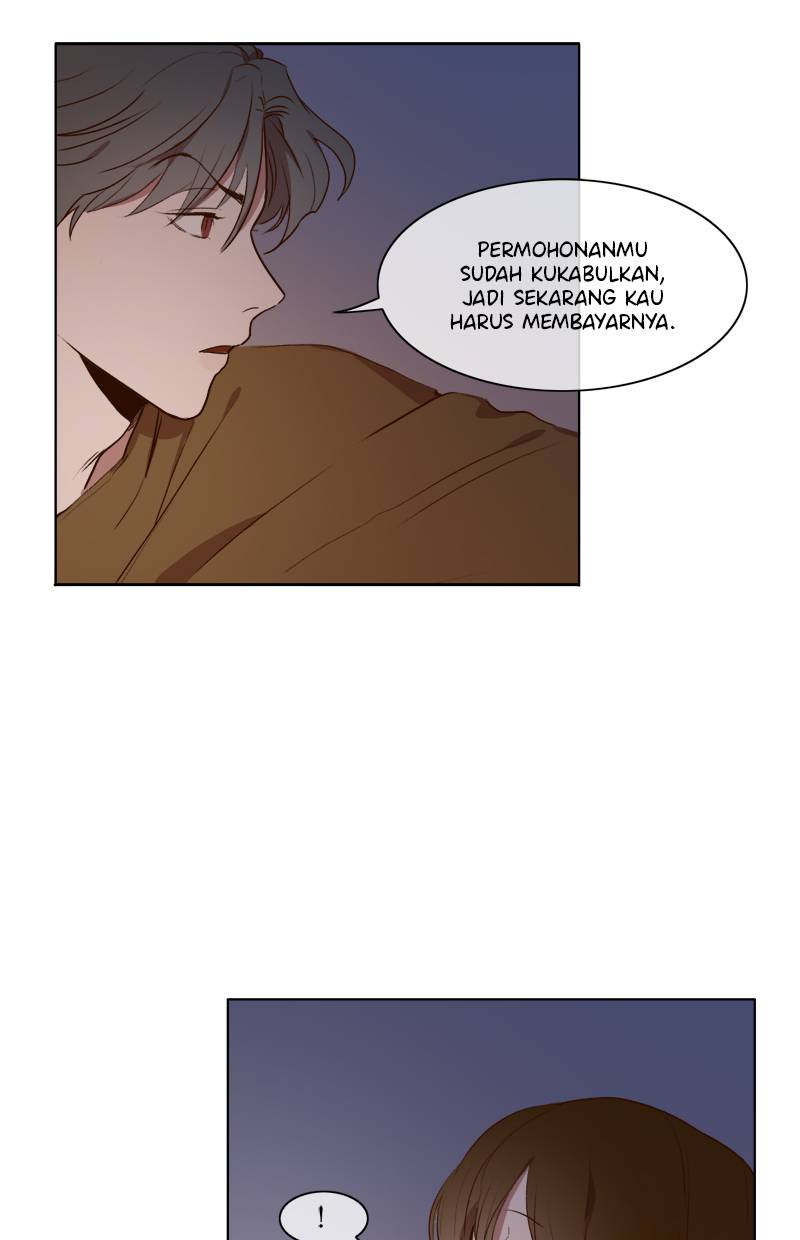 PERMOHONANMU
SUDAH KUKABULKAN,
JADI SEKARANG KAU
HARUS MEMBAYARNYA.
!